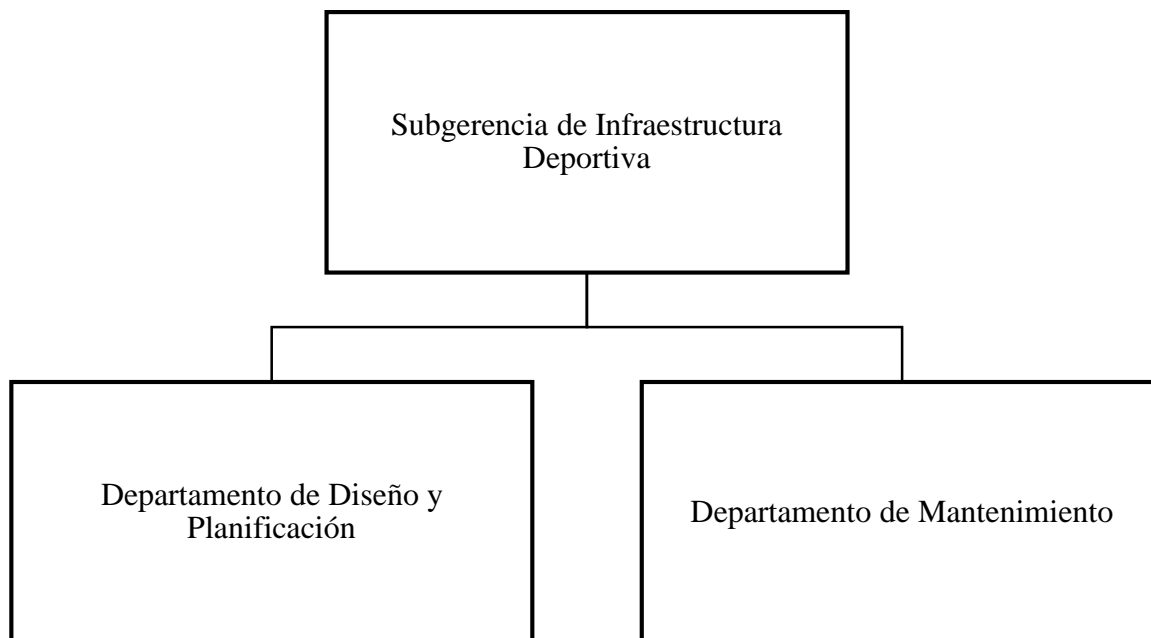 Subgerencia de Infraestructura
Deportiva
Departamento de Diseño y
Planificación
Departamento de Mantenimiento